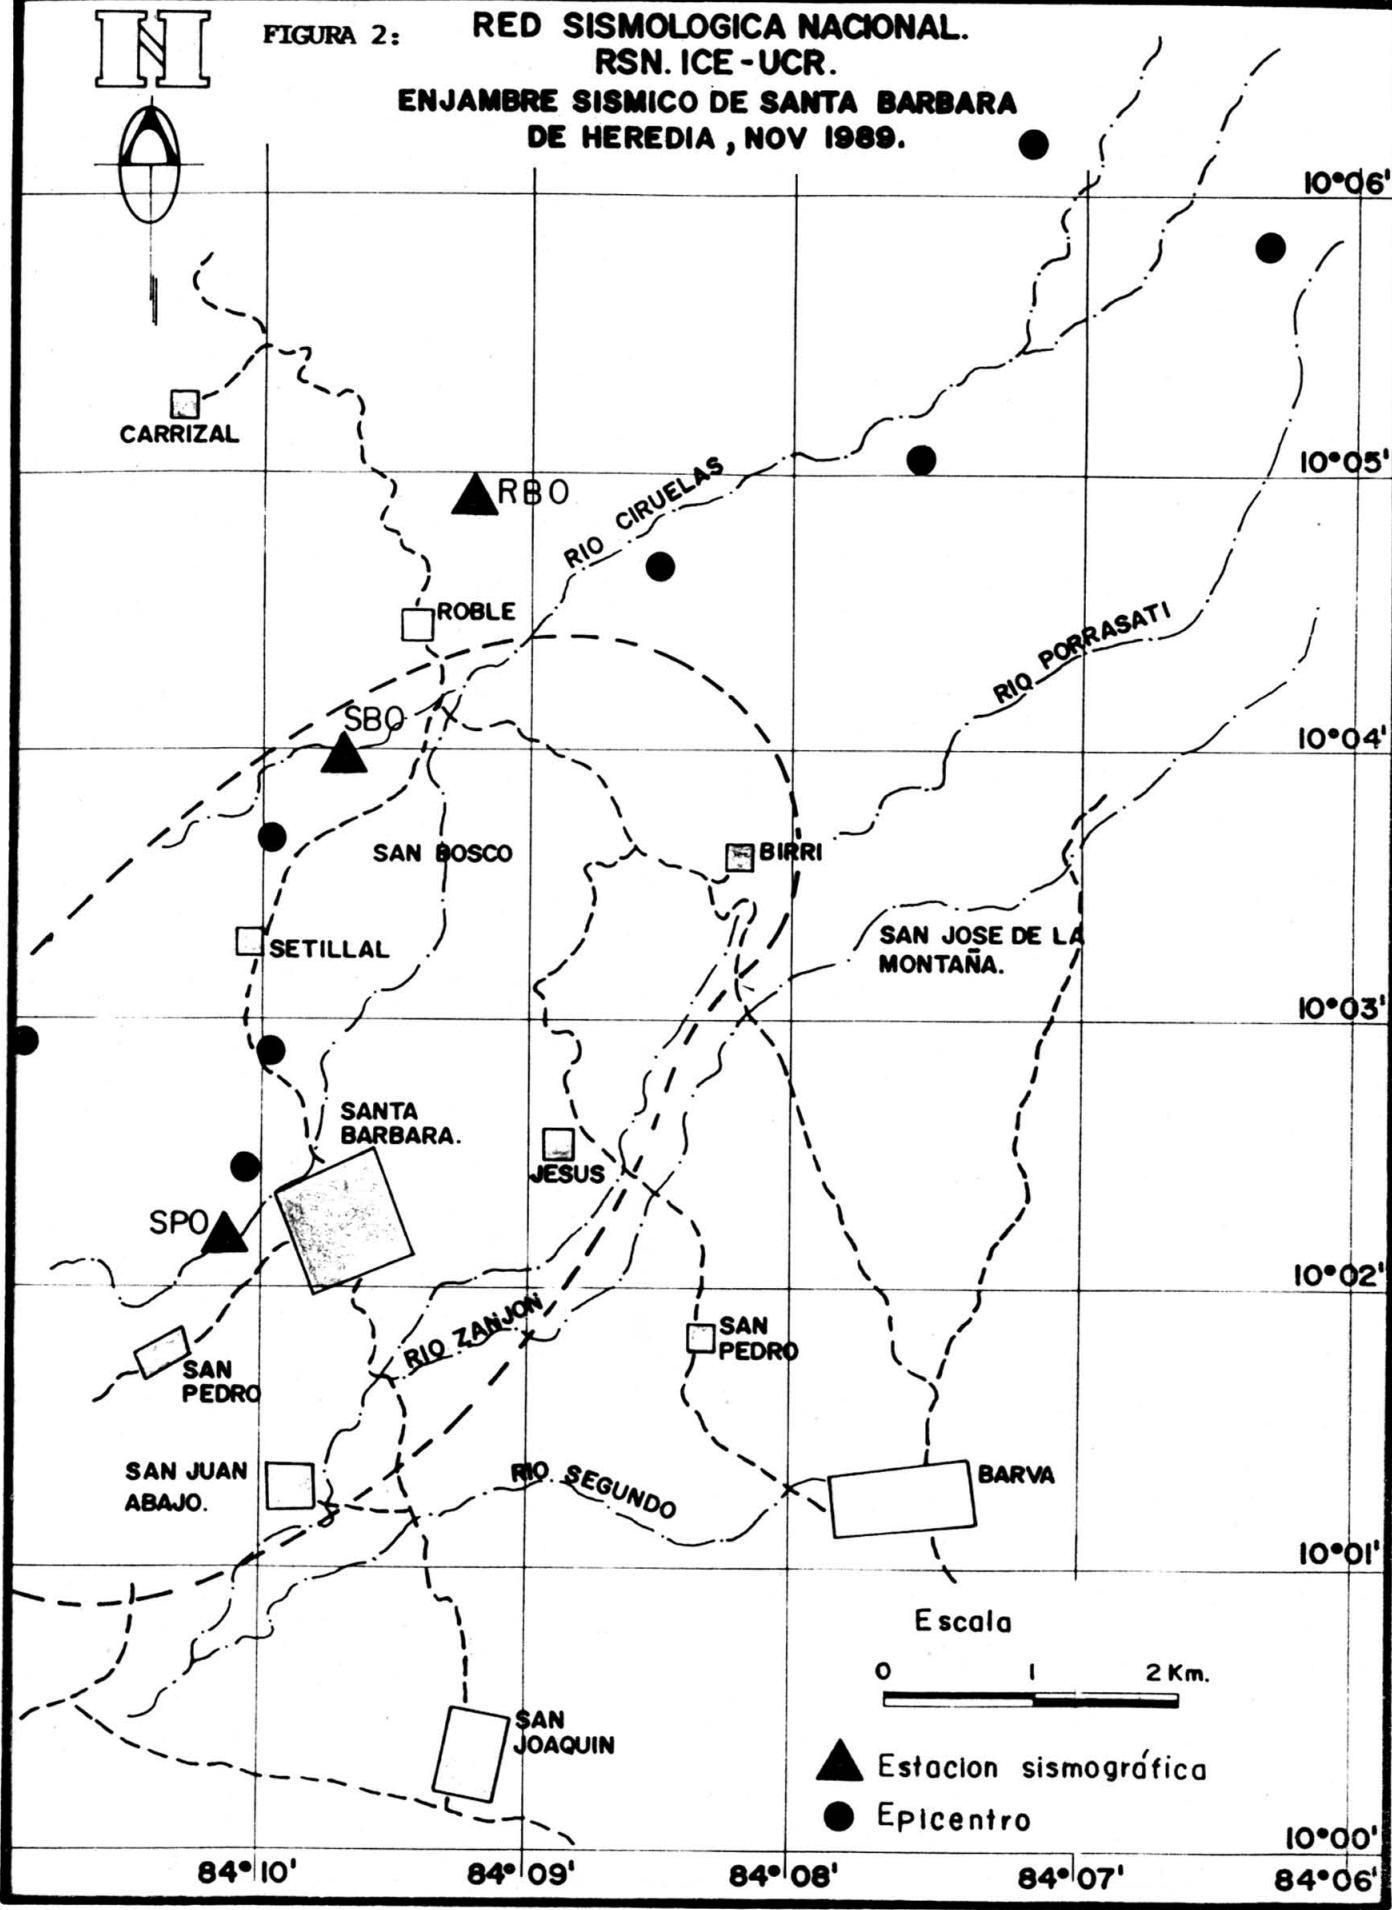 N
FIGURA 2:
RED SISMOLOGICA NACIONAL.
RSN. ICE-UCR.
ENJAMBRE SISMICO DE SANTA BARBARA
DE HEREDIA, NOV 1989.
10°06'
CARRIZAL
10°05'
RBO
RIO CIRUELAS
ROBLE
RIO PORRASATI
SBO
10°04'
SAN BOSCO
BIRRI
SETILLAL
SAN JOSE DE LA
MONTAÑA.
10°03'
SANTA
BARBARA.
JESUS
SPO
10°02'
RIO ZANJON
SAN
PEDRO
SAN
PEDRO
SAN JUAN
ABAJO.
RIO SEGUNDO
BARVA
10°01'
Escala
0 1 2 Km.
SAN
JOAQUIN
Estacion sismográfica
Epicentro
10°00'
84°10' 84°09' 84°08' 84°07' 84°06'